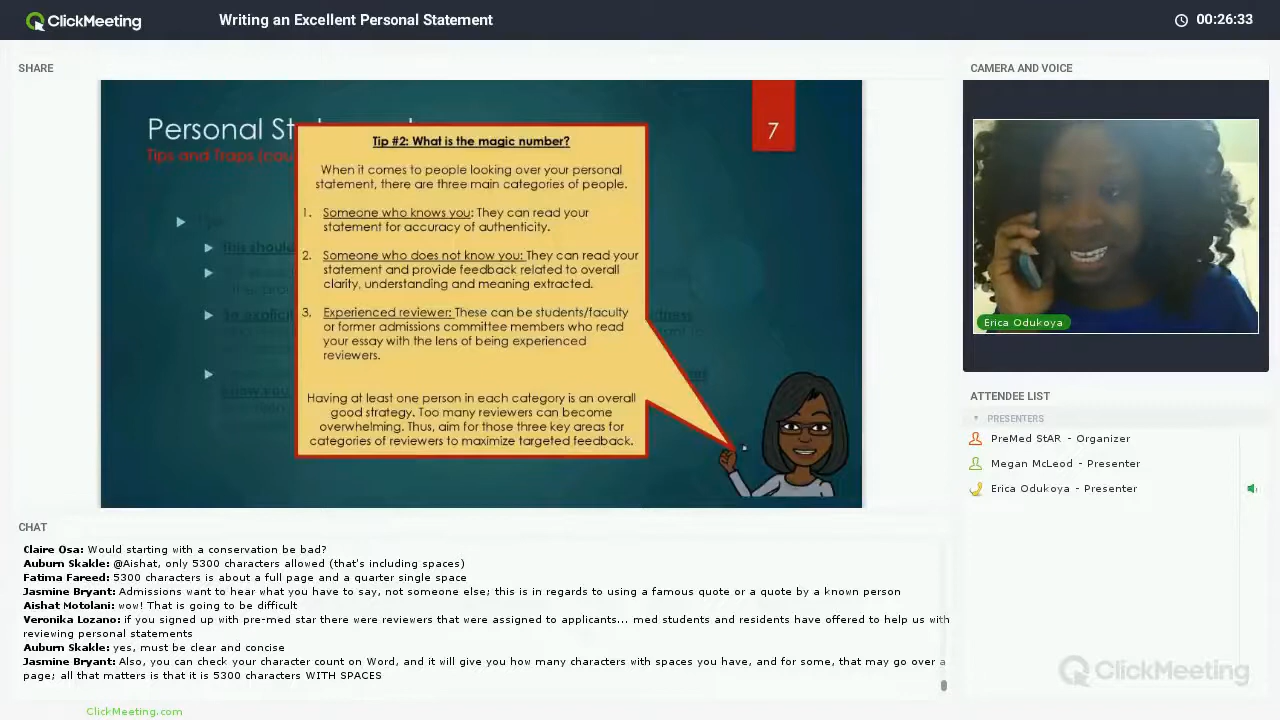 ClickMeeting
Writing an Excellent Personal Statement
00:26:33
SHARE
Personal St
Tips and Traps (cou
7
Tip #2: What is the magic number?
When it comes to people looking over your personal
statement, there are three main categories of people.
1. Someone who knows you: They can read your
statement for accuracy of authenticity.
2. Someone who does not know you: They can read your
statement and provide feedback related to overall
clarity, understanding and meaning extracted.
3. Experienced reviewer: These can be students/faculty
or former admissions committee members who read
your essay with the lens of being experienced
reviewers.
Having at least one person in each category is an overall
good strategy. Too many reviewers can become
overwhelming. Thus, aim for those three key areas for
categories of reviewers to maximize targeted feedback.
This should
know you
CAMERA AND VOICE
Erica Odukoya
ATTENDEE LIST
PRESENTERS
PreMed StAR - Organizer
Megan McLeod - Presenter
Erica Odukoya - Presenter
CHAT
Claire Osa: Would starting with a conservation be bad?
Auburn Skakle: @Aishat, only 5300 characters allowed (that's including spaces)
Fatima Fareed: 5300 characters is about a full page and a quarter single space
Jasmine Bryant: Admissions want to hear what you have to say, not someone else; this is in regards to using a famous quote or a quote by a known person
Aishat Motolani: wow! That is going to be difficult
Veronika Lozano: if you signed up with pre-med star there were reviewers that were assigned to applicants... med students and residents have offered to help us with
reviewing personal statements
Auburn Skakle: yes, must be clear and concise
Jasmine Bryant: Also, you can check your character count on Word, and it will give you how many characters with spaces you have, and for some, that may go over a
page; all that matters is that it is 5300 characters WITH SPACES
ClickMeeting
ClickMeeting.com